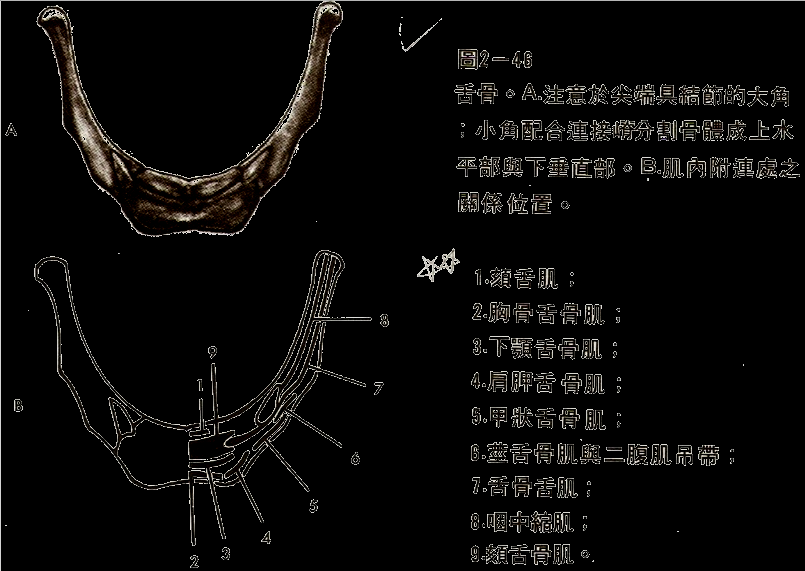 圖2－46
舌骨。A.注意於尖端具結節的大角
；小角配合連接嵴分割骨體成上水
平部與下垂直部。B.肌肉附連處之
關係位置。
A
1.頦舌肌；
2.胸骨舌骨肌；
3.下顎舌骨肌；
4.肩胛舌骨肌；
5.甲狀舌骨肌；
6.莖舌骨肌與二腹肌吊帶；
7.舌骨舌肌；
8.咽中縮肌；
9.頦舌骨肌。
B
8
9
1
7
6
5
4
3
2